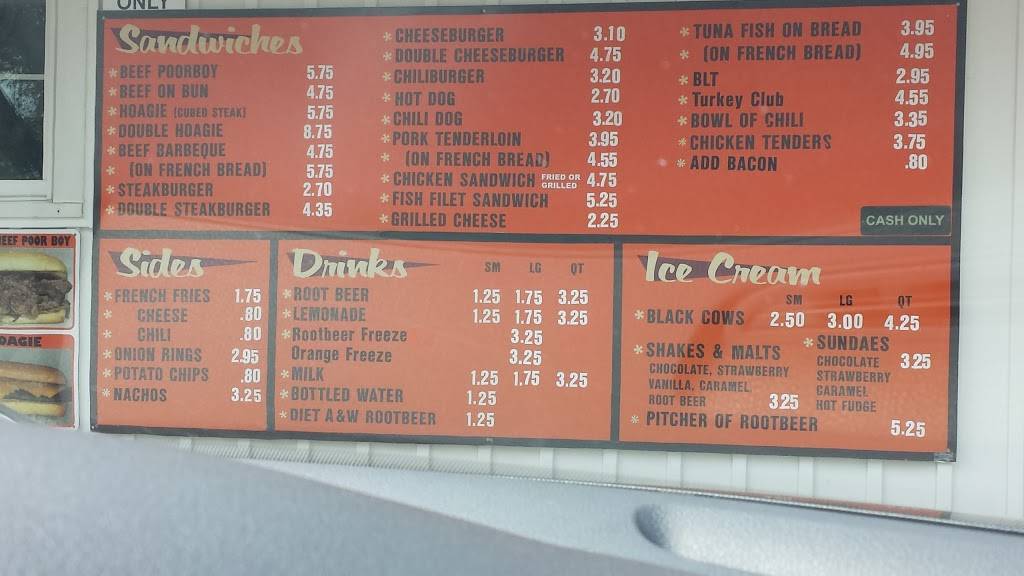 ONLY
Sandwiches
* BEEF POORBOY 5.75
* BEEF ON BUN 4.75
* HOAGIE (CUBED STEAK) 5.75
* DOUBLE HOAGIE 8.75
* BEEF BARBEQUE 4.75
* (ON FRENCH BREAD) 5.75
* STEAKBURGER 2.70
* DOUBLE STEAKBURGER 4.35
* CHEESEBURGER 3.10
* DOUBLE CHEESEBURGER 4.75
* CHILIBURGER 3.20
* HOT DOG 2.70
* CHILI DOG 3.20
* PORK TENDERLOIN 3.95
* (ON FRENCH BREAD) 4.55
* CHICKEN SANDWICH FRIED OR GRILLED 4.75
* FISH FILET SANDWICH 5.25
* GRILLED CHEESE 2.25
* TUNA FISH ON BREAD 3.95
* (ON FRENCH BREAD) 4.95
* BLT 2.95
* Turkey Club 4.55
* BOWL OF CHILI 3.35
* CHICKEN TENDERS 3.75
* ADD BACON .80
CASH ONLY
BEEF POOR BOY
HOAGIE
Sides
* FRENCH FRIES 1.75
CHEESE .80
CHILI .80
* ONION RINGS 2.95
* POTATO CHIPS .80
* NACHOS 3.25
Drinks SM LG QT
* ROOT BEER 1.25 1.75 3.25
* LEMONADE 1.25 1.75 3.25
* Rootbeer Freeze 3.25
Orange Freeze 3.25
* MILK 1.25 1.75 3.25
* BOTTLED WATER 1.25
* DIET A&W ROOTBEER 1.25
Ice Cream
SM LG QT
* BLACK COWS 2.50 3.00 4.25
* SHAKES & MALTS
CHOCOLATE, STRAWBERRY
VANILLA, CARAMEL
ROOT BEER 3.25
* SUNDAES
CHOCOLATE 3.25
STRAWBERRY
CARAMEL
HOT FUDGE
* PITCHER OF ROOTBEER 5.25